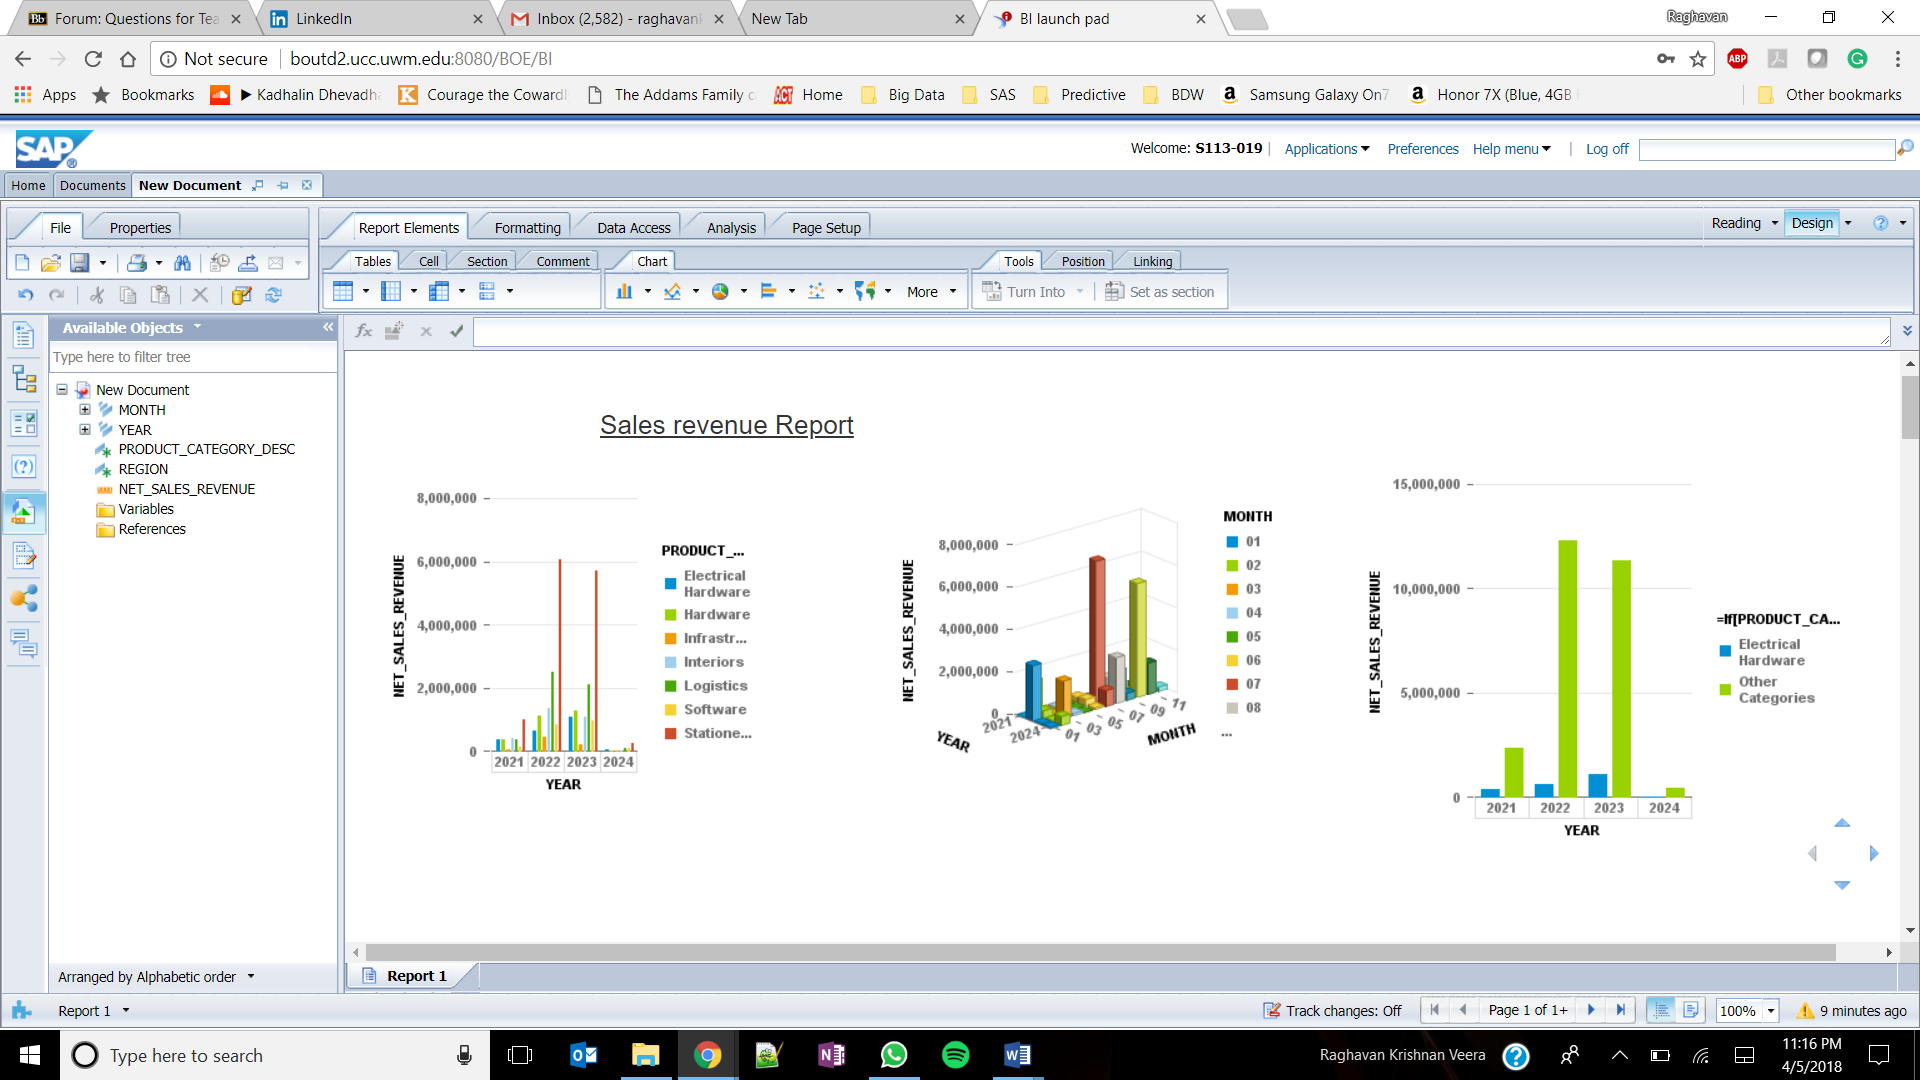 Forum: Questions for Tea
LinkedIn
Inbox (2,582) - raghavank
New Tab
BI launch pad
Raghavan
Not secure
boutd2.ucc.uwm.edu:8080/BOE/BI
ABP
Apps
Bookmarks
▶ Kadhalin Dhevadha
Courage the Cowardl
The Addams Family c
Home
Big Data
SAS
Predictive
BDW
Samsung Galaxy On7
Honor 7X (Blue, 4GB
Other bookmarks
SAP
Welcome: S113-019
Applications
Preferences
Help menu
Log off
Home
Documents
New Document
File
Properties
Report Elements
Formatting
Data Access
Analysis
Page Setup
Reading
Design
Tables
Cell
Section
Comment
Chart
Tools
Position
Linking
More
Turn Into
Set as section
Available Objects
Type here to filter tree
New Document
MONTH
YEAR
PRODUCT_CATEGORY_DESC
REGION
NET_SALES_REVENUE
Variables
References
Arranged by Alphabetic order
Sales revenue Report
NET_SALES_REVENUE
8,000,000
6,000,000
4,000,000
2,000,000
0
2021 2022 2023 2024
YEAR
PRODUCT_...
Electrical
Hardware
Hardware
Infrastr...
Interiors
Logistics
Software
Statione...
NET_SALES_REVENUE
8,000,000
6,000,000
4,000,000
2,000,000
0
2021
2024
YEAR
01
03
05
07
09
11
MONTH
MONTH
01
02
03
04
05
06
07
08
...
NET_SALES_REVENUE
15,000,000
10,000,000
5,000,000
0
2021 2022 2023 2024
YEAR
=If[PRODUCT_CA...
Electrical
Hardware
Other
Categories
Report 1
Report 1
Track changes: Off
Page 1 of 1+
100%
9 minutes ago
Type here to search
Raghavan Krishnan Veera
11:16 PM
4/5/2018